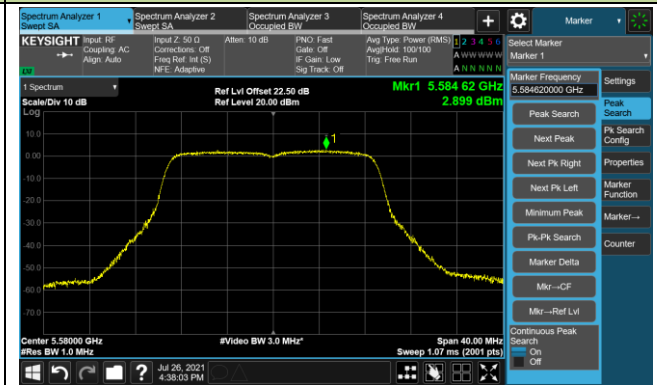 Spectrum Analyzer 1
Swept SA
Spectrum Analyzer 2
Swept SA
Spectrum Analyzer 3
Occupied BW
Spectrum Analyzer 4
Occupied BW
+
Marker
KEYSIGHT
Input: RF
Coupling: AC
Align: Auto
Input Z: 50 Ω
Corrections: Off
Freq Ref: Int (S)
NFE: Adaptive
Atten: 10 dB
PNO: Fast
Gate: Off
IF Gain: Low
Sig Track: Off
Avg Type: Power (RMS)
Avg|Hold: 100/100
Trig: Free Run
1 2 3 4 5 6
A W W W W W
A N N N N N
LXI
Select Marker
Marker 1
1 Spectrum
Scale/Div 10 dB
Log
Ref Lvl Offset 22.50 dB
Ref Level 20.00 dBm
Mkr1 5.584 62 GHz
2.899 dBm
1
10.0
0.00
-10.0
-20.0
-30.0
-40.0
-50.0
-60.0
-70.0
Center 5.58000 GHz
#Res BW 1.0 MHz
#Video BW 3.0 MHz*
Span 40.00 MHz
Sweep 1.07 ms (2001 pts)
Marker Frequency
5.584620000 GHz
Peak Search
Next Peak
Next Pk Right
Next Pk Left
Minimum Peak
Pk-Pk Search
Marker Delta
Mkr→CF
Mkr→Ref Lvl
Continuous Peak
Search
On
Off
Settings
Peak
Search
Pk Search
Config
Properties
Marker
Function
Marker→
Counter
?
Jul 26, 2021
4:38:03 PM